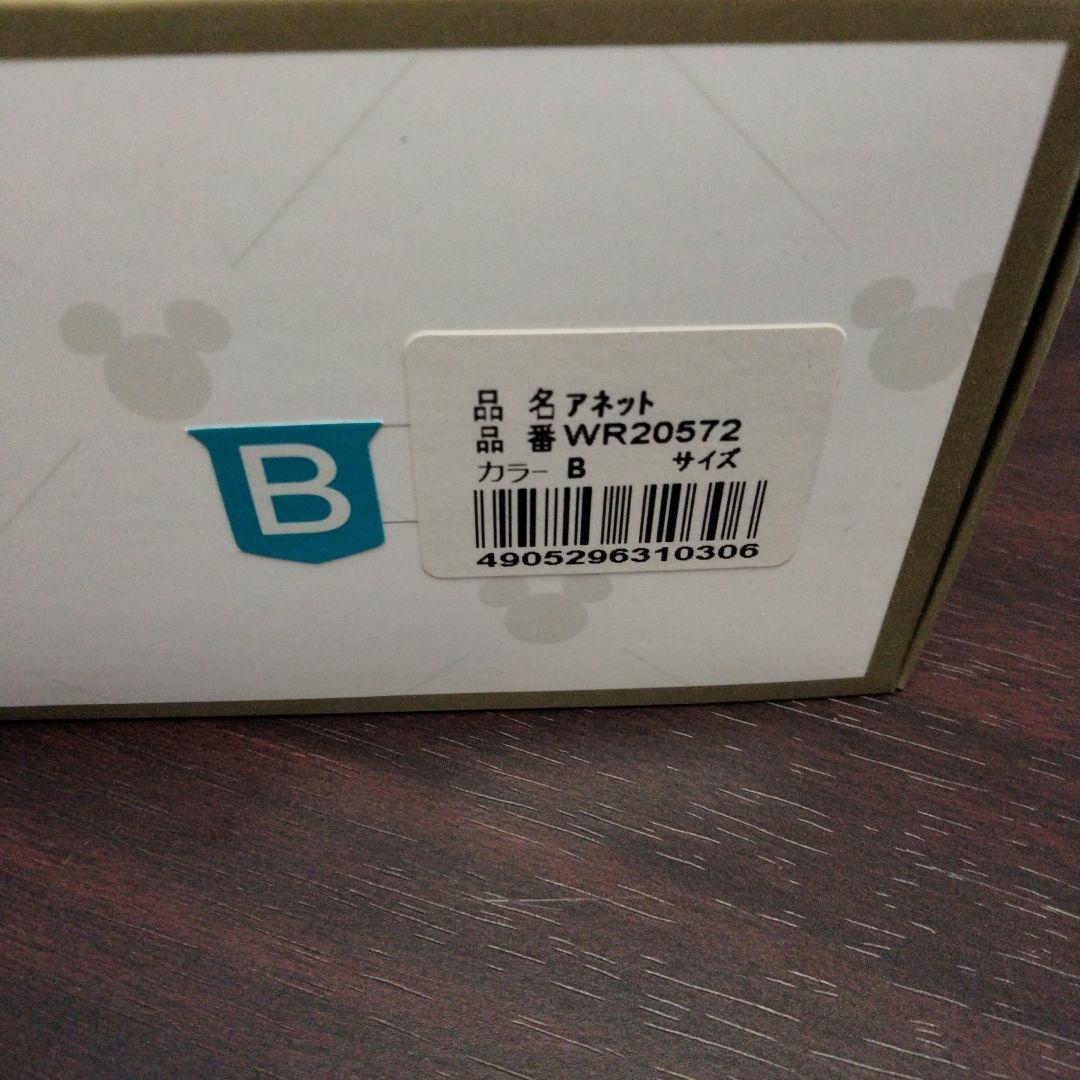 B
品 名 アネット
品 番 WR20572
カラー B サイズ
4905296310306